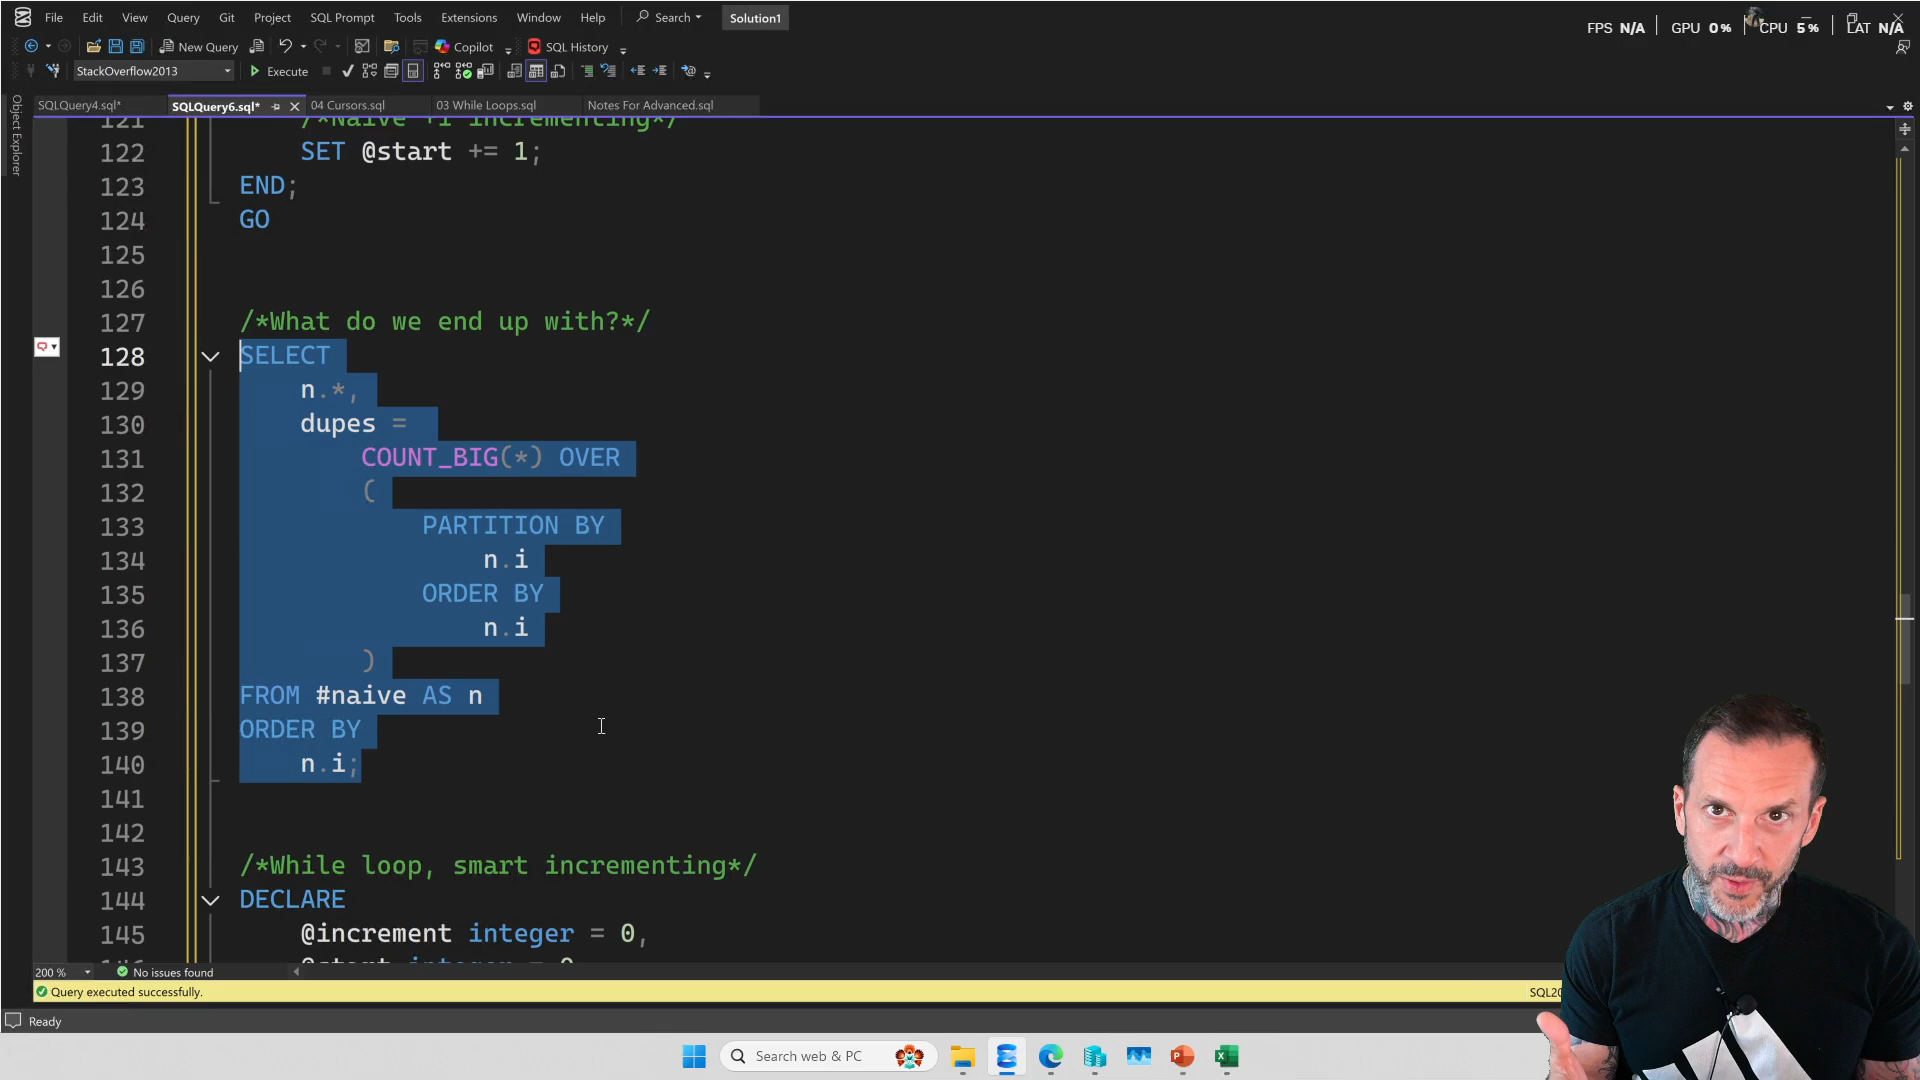 File Edit View Query Git Project SQL Prompt Tools Extensions Window Help Search Solution1
FPS N/A GPU 0% CPU 5% LAT N/A
New Query Copilot SQL History
StackOverflow2013 Execute
SQLQuery4.sql* SQLQuery6.sql* 04 Cursors.sql 03 While Loops.sql Notes For Advanced.sql
Object Explorer
121 /*Naive +1 incrementing*/
122 SET @start += 1;
123 END;
124 GO
125
126
127 /*What do we end up with?*/
128 SELECT
129 n.*,
130 dupes =
131 COUNT_BIG(*) OVER
132 (
133 PARTITION BY
134 n.i
135 ORDER BY
136 n.i
137 )
138 FROM #naive AS n
139 ORDER BY
140 n.i;
141
142
143 /*While loop, smart incrementing*/
144 DECLARE
145 @increment integer = 0,
@start integer = 0
200 % No issues found
Query executed successfully.
Ready
Search web & PC